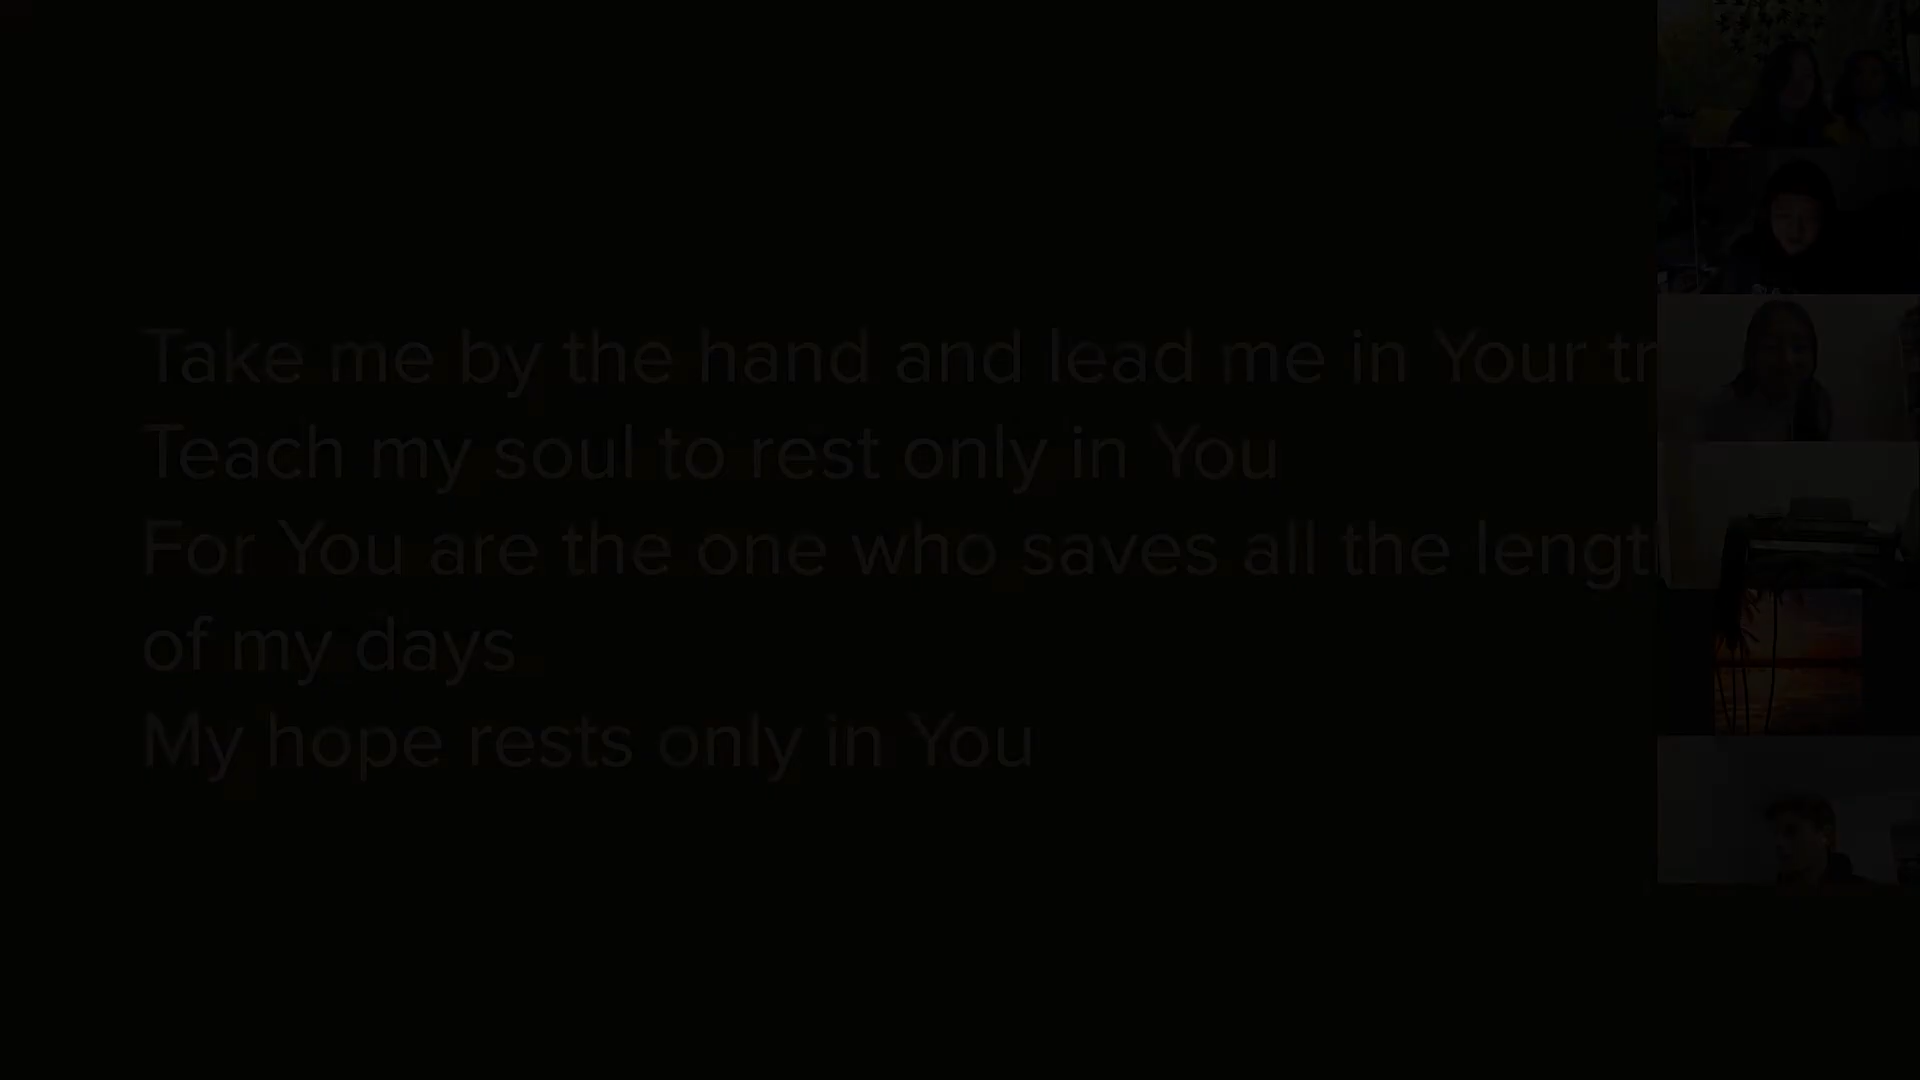 Take me by the hand and lead me in Your tr
Teach my soul to rest only in You
For You are the one who saves all the lengt
of my days
My hope rests only in You